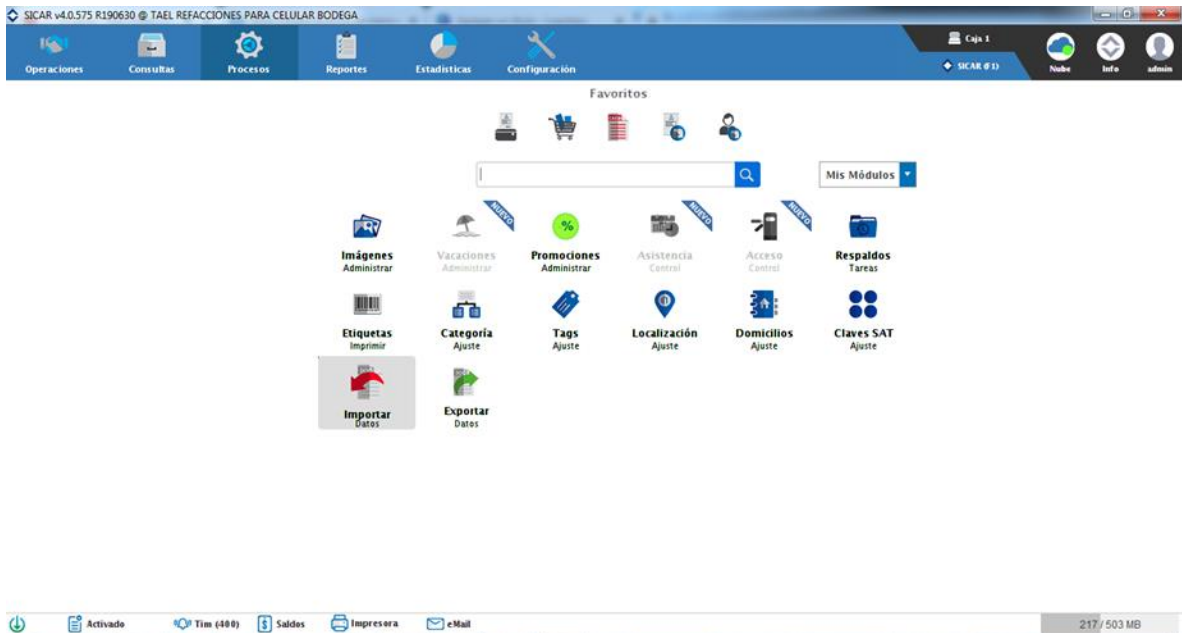 SICAR v4.0.575 R190630 @ TAEL REFACCIONES PARA CELULAR BODEGA
Operaciones
Consultas
Procesos
Reportes
Estadísticas
Configuración
Caja 1
SICAR (F1)
Nube
Info
admin
Favoritos
Mis Módulos
Imágenes
Administrar
NUEVO
Vacaciones
Administrar
Promociones
Administrar
NUEVO
Asistencia
Control
NUEVO
Acceso
Control
Respaldos
Tareas
Etiquetas
Imprimir
Categoría
Ajuste
Tags
Ajuste
Localización
Ajuste
Domicilios
Ajuste
Claves SAT
Ajuste
Importar
Datos
Exportar
Datos
Activado
Tim (400)
Saldos
Impresora
eMail
217 / 503 MB